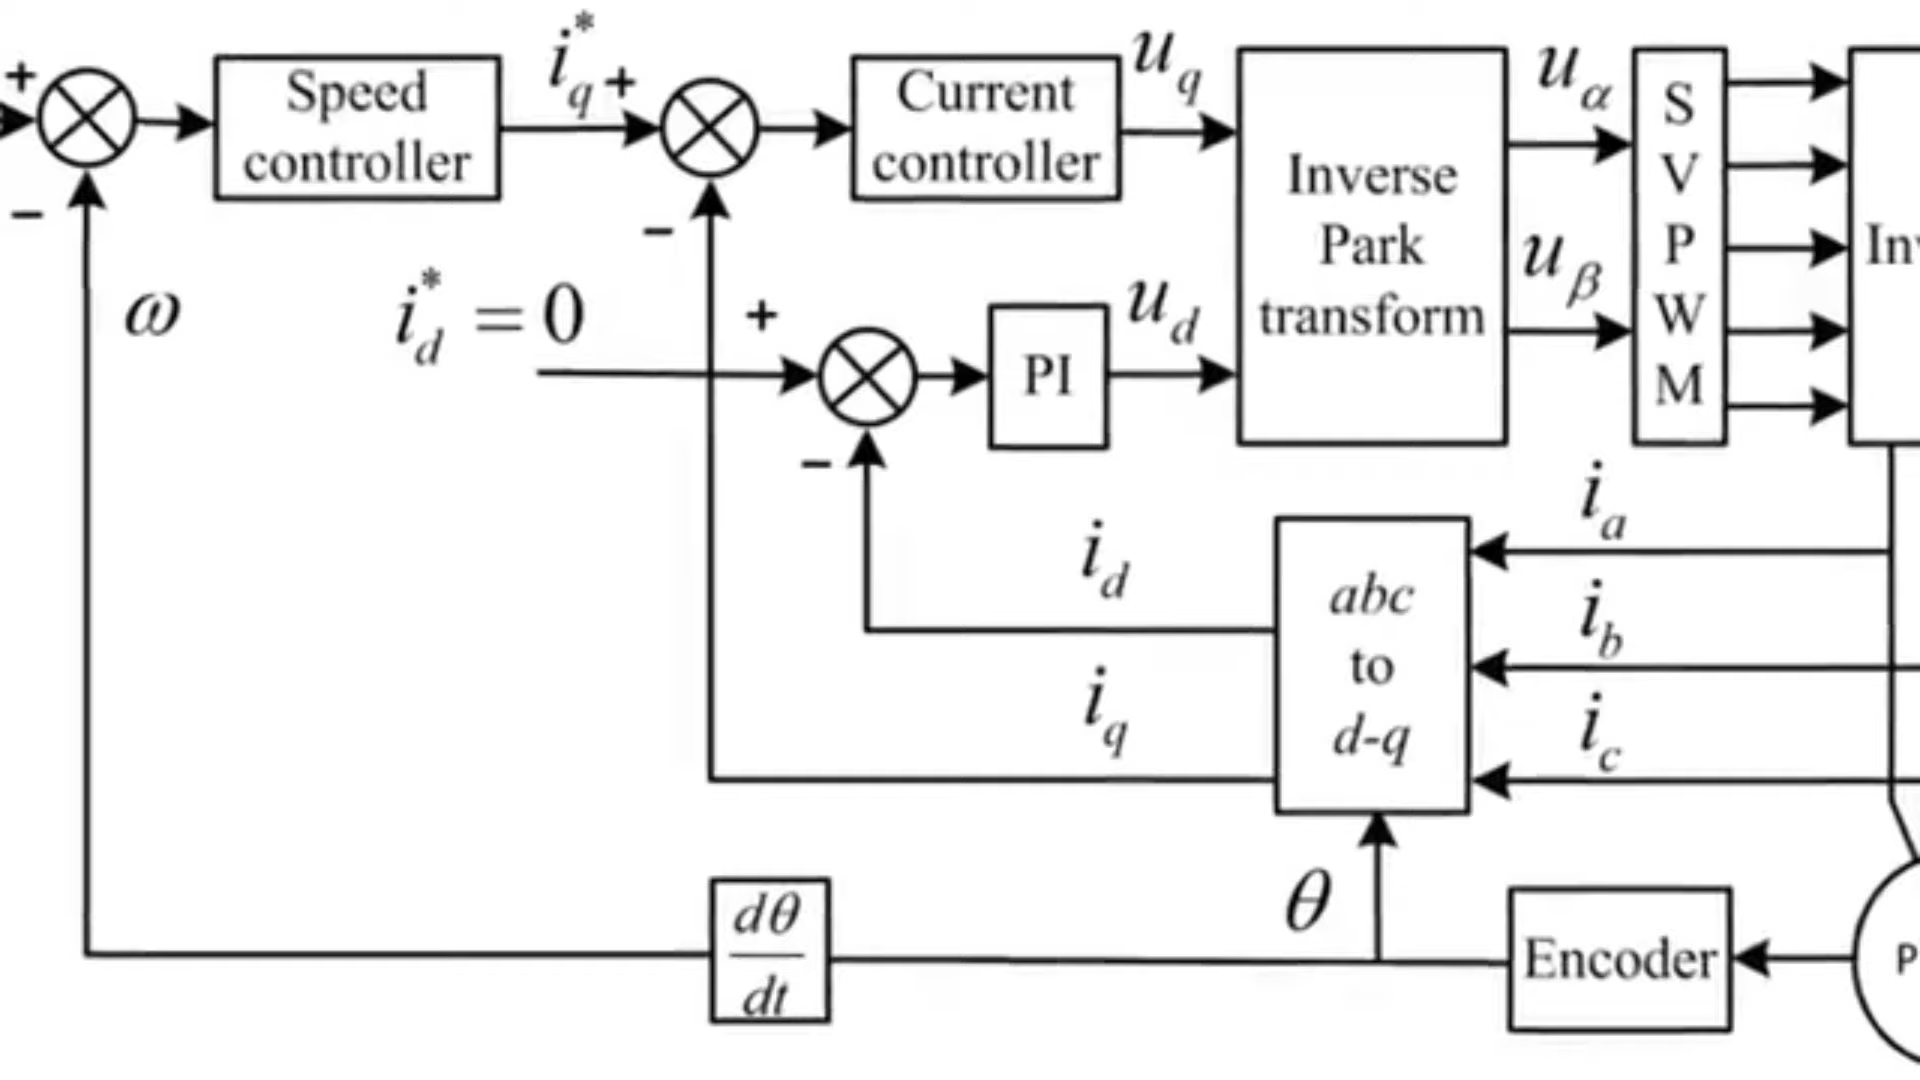 +
−
Speed
controller
i*q
+
−
Current
controller
uq
Inverse
Park
transform
uα
uβ
S
V
P
W
M
ω
i*d = 0
+
−
PI
ud
id
iq
abc
to
d-q
ia
ib
ic
θ
dθ
dt
Encoder